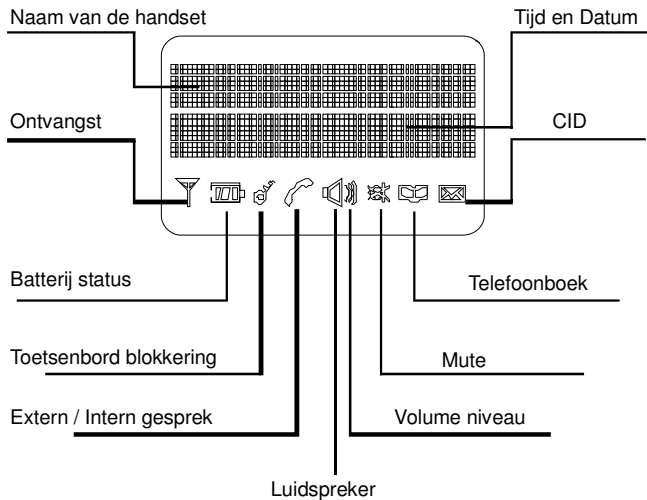 Naam van de handset
Tijd en Datum
Ontvangst
CID
Batterij status
Telefoonboek
Toetsenbord blokkering
Mute
Extern / Intern gesprek
Volume niveau
Luidspreker